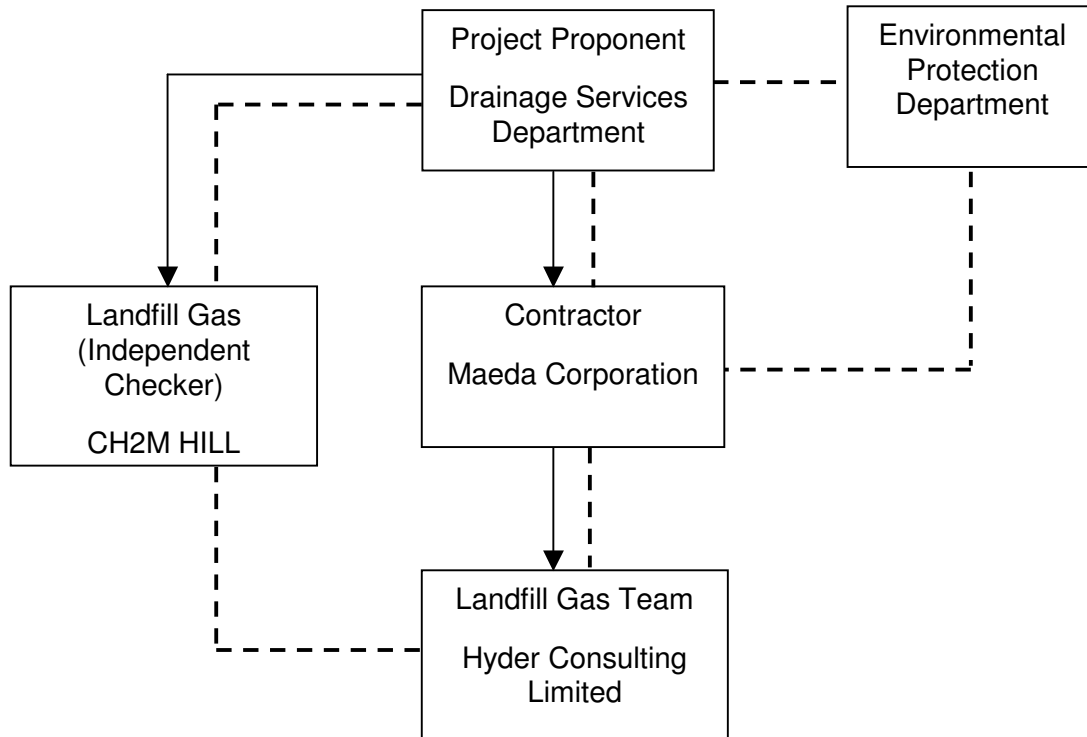 Project Proponent
Drainage Services
Department
Environmental
Protection
Department
Landfill Gas
(Independent
Checker)
CH2M HILL
Contractor
Maeda Corporation
Landfill Gas Team
Hyder Consulting
Limited